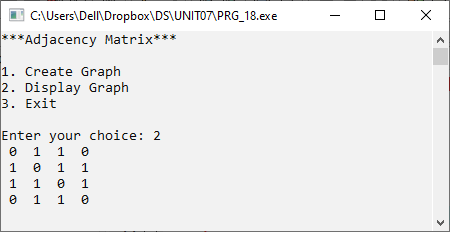 C:\Users\Dell\Dropbox\DS\UNIT07\PRG_18.exe
***Adjacency Matrix***
1. Create Graph
2. Display Graph
3. Exit
Enter your choice: 2
0 1 1 0
1 0 1 1
1 1 0 1
0 1 1 0